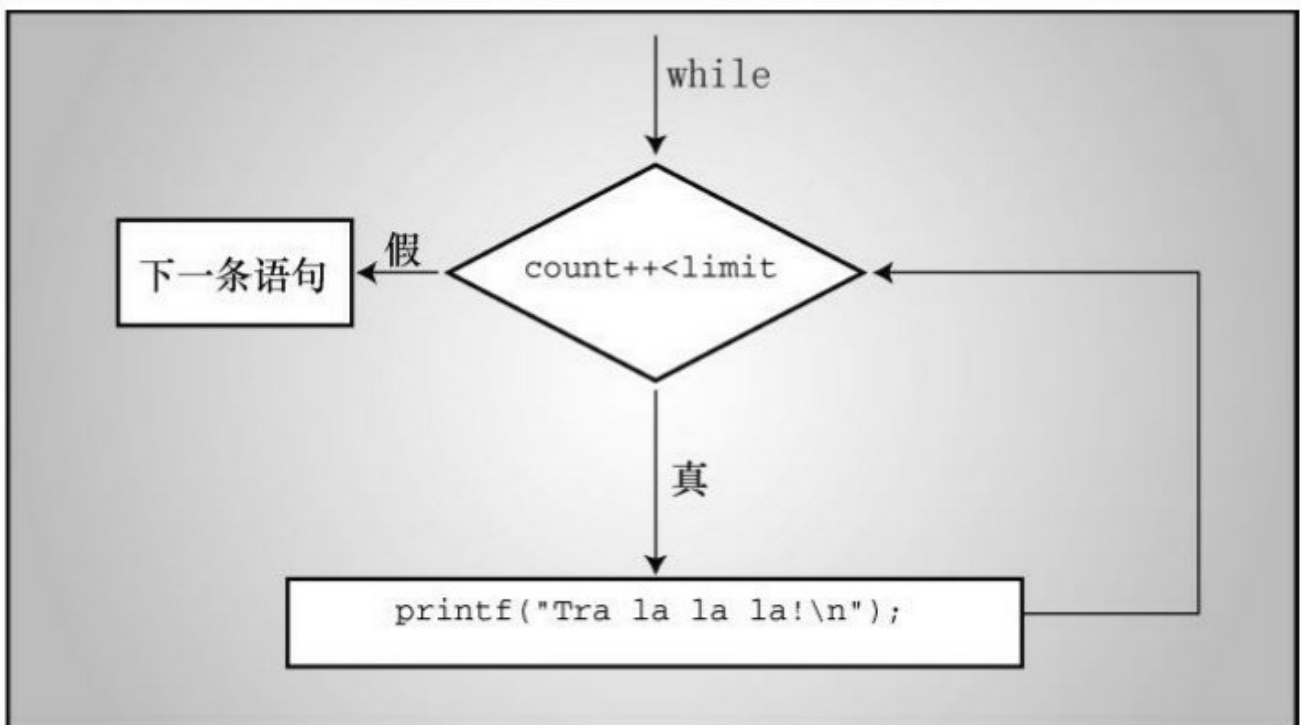 while
count++<limit
假
下一条语句
真
printf("Tra la la la!\n");